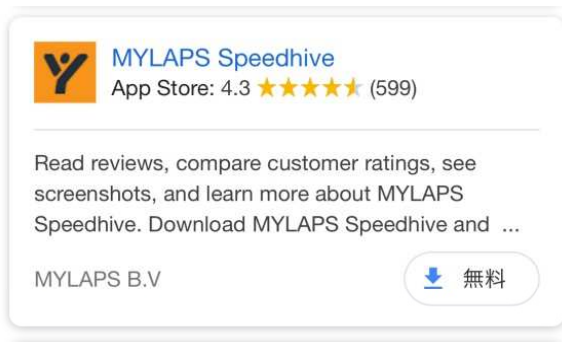 MYLAPS Speedhive
App Store: 4.3 ★★★★★ (599)
Read reviews, compare customer ratings, see
screenshots, and learn more about MYLAPS
Speedhive. Download MYLAPS Speedhive and ...
MYLAPS B.V
無料